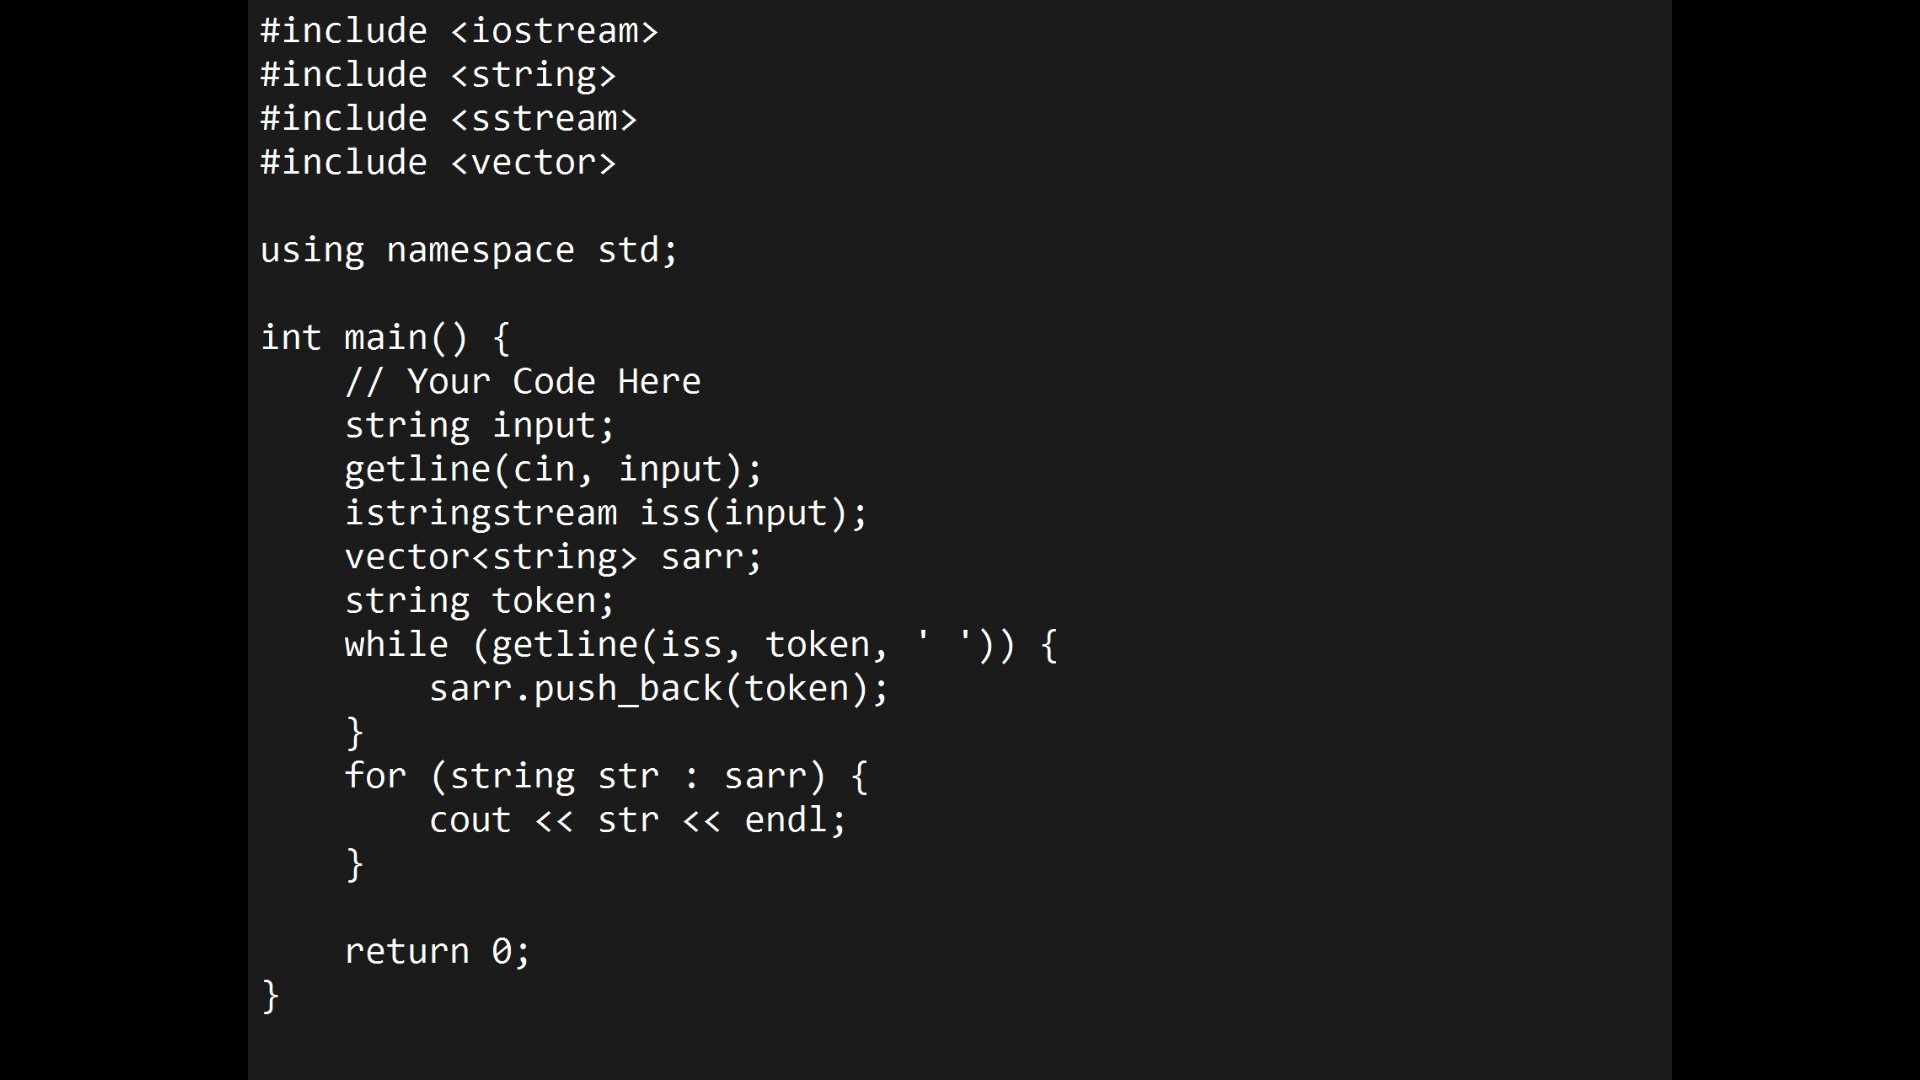 #include <iostream>
#include <string>
#include <sstream>
#include <vector>

using namespace std;

int main() {
    // Your Code Here
    string input;
    getline(cin, input);
    istringstream iss(input);
    vector<string> sarr;
    string token;
    while (getline(iss, token, ' ')) {
        sarr.push_back(token);
    }
    for (string str : sarr) {
        cout << str << endl;
    }

    return 0;
}